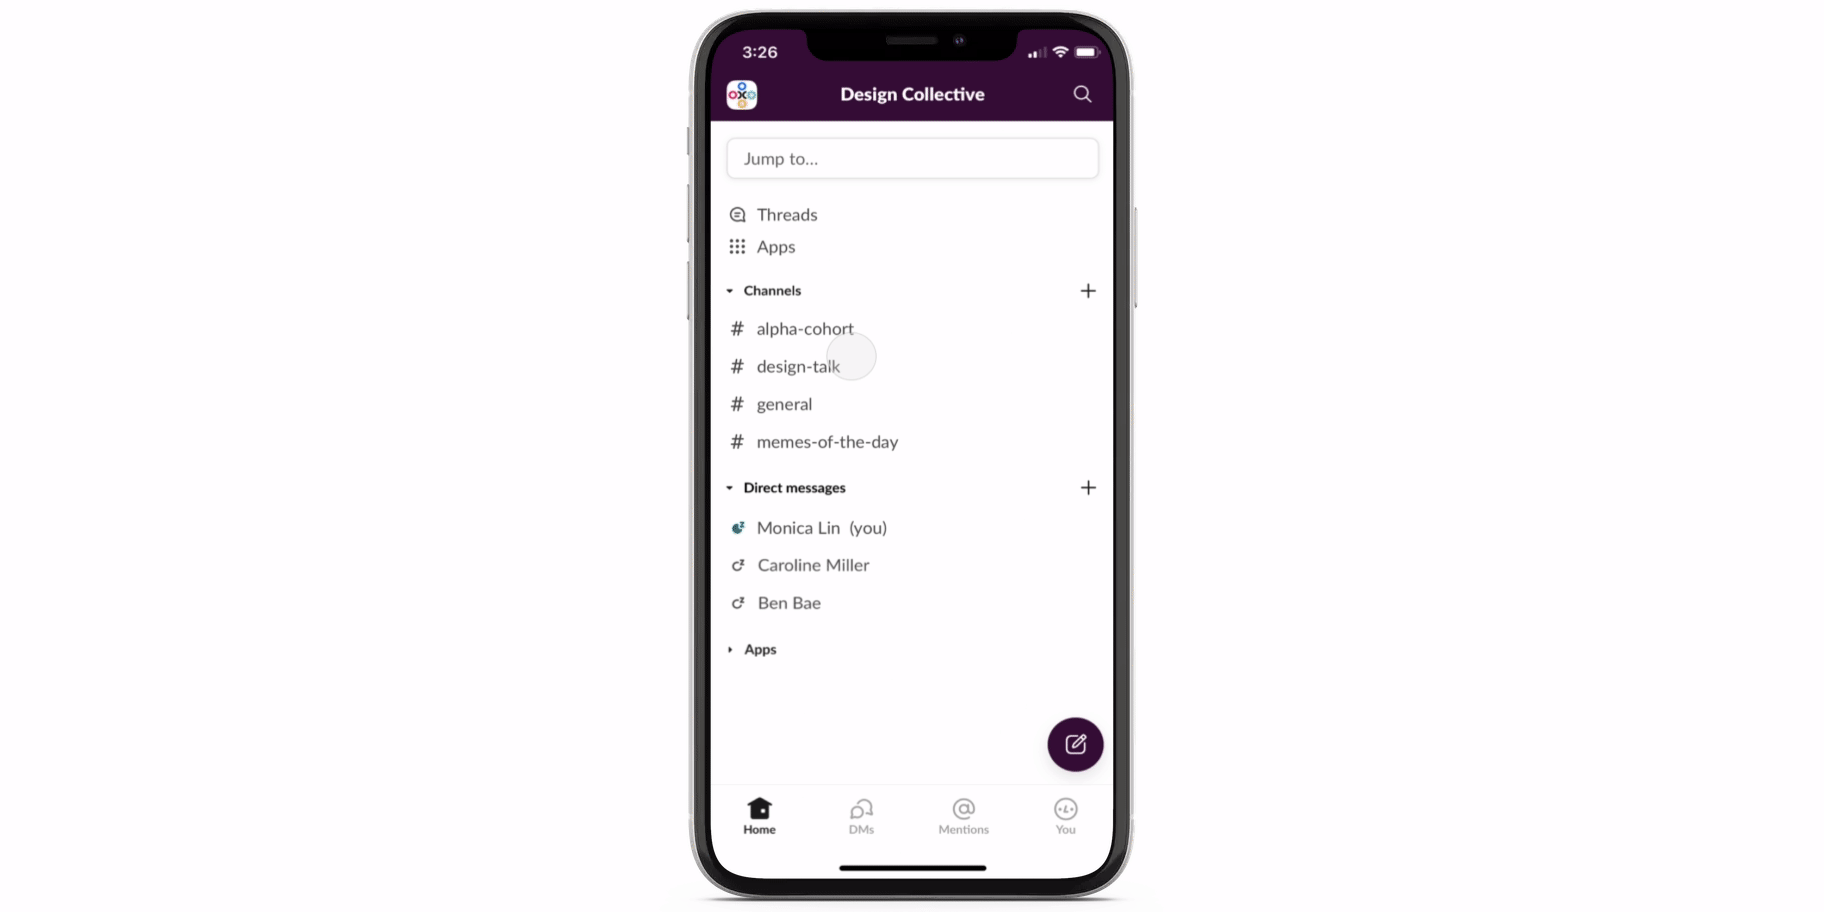 3:26
Design Collective
Jump to...
Threads
Apps
Channels
# alpha-cohort
# design-talk
# general
# memes-of-the-day
Direct messages
Monica Lin (you)
Caroline Miller
Ben Bae
Apps
Home DMs Mentions You